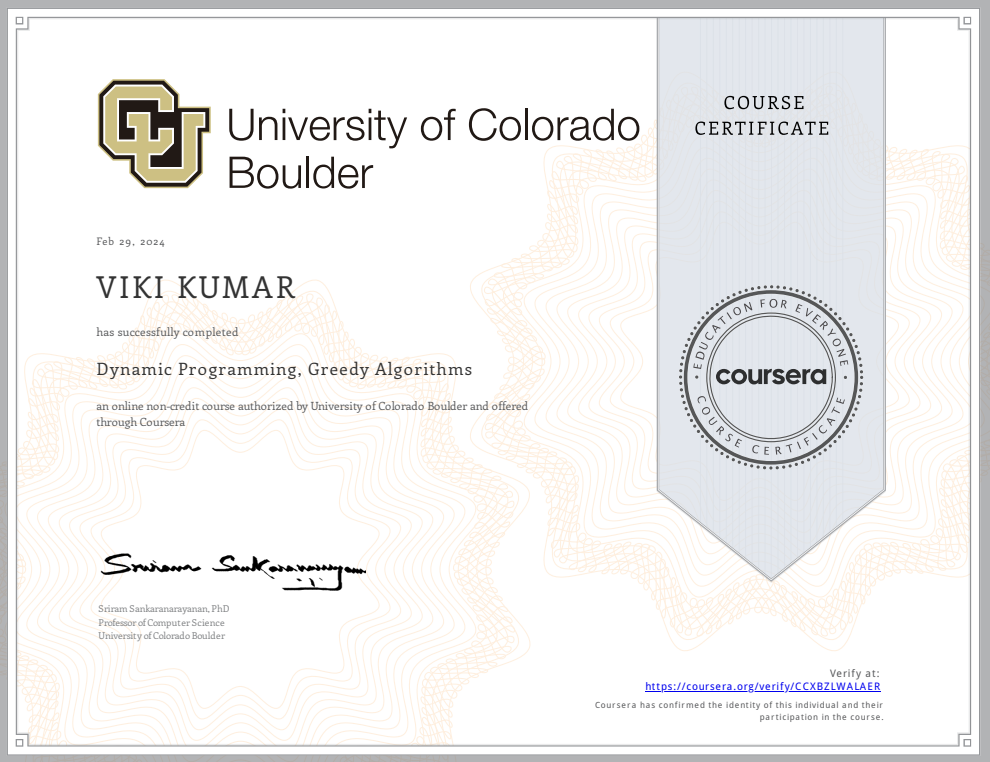 CU
University of Colorado
Boulder
COURSE
CERTIFICATE
Feb 29, 2024
VIKI KUMAR
has successfully completed
Dynamic Programming, Greedy Algorithms
an online non-credit course authorized by University of Colorado Boulder and offered
through Coursera
EDUCATION FOR EVERYONE
coursera
COURSE CERTIFICATE
Sriram Sankaranarayanan
Sriram Sankaranarayanan, PhD
Professor of Computer Science
University of Colorado Boulder
Verify at:
https://coursera.org/verify/CCXBZLWALAER
Coursera has confirmed the identity of this individual and their
participation in the course.